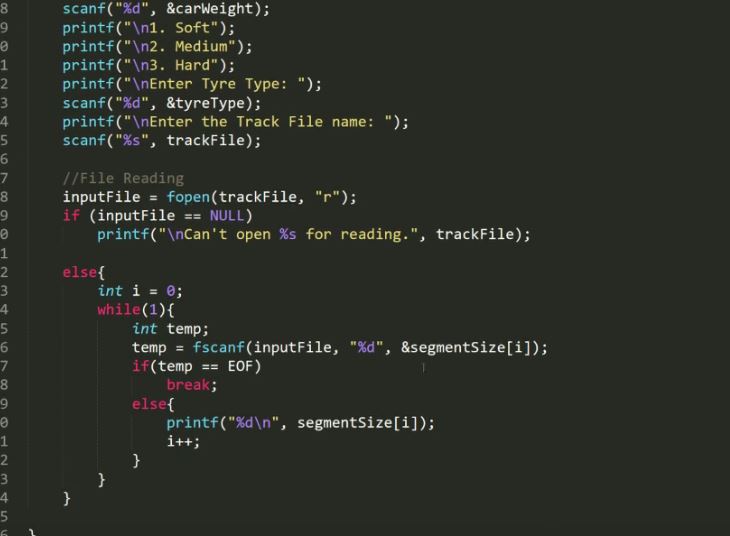 8 scanf("%d", &carWeight);
9 printf("\n1. Soft");
0 printf("\n2. Medium");
1 printf("\n3. Hard");
2 printf("\nEnter Tyre Type: ");
3 scanf("%d", &tyreType);
4 printf("\nEnter the Track File name: ");
5 scanf("%s", trackFile);
6
7 //File Reading
8 inputFile = fopen(trackFile, "r");
9 if (inputFile == NULL)
0 printf("\nCan't open %s for reading.", trackFile);
1
2 else{
3 int i = 0;
4 while(1){
5 int temp;
6 temp = fscanf(inputFile, "%d", &segmentSize[i]);
7 if(temp == EOF)
8 break;
9 else{
0 printf("%d\n", segmentSize[i]);
1 i++;
2 }
3 }
4 }
5
6 }